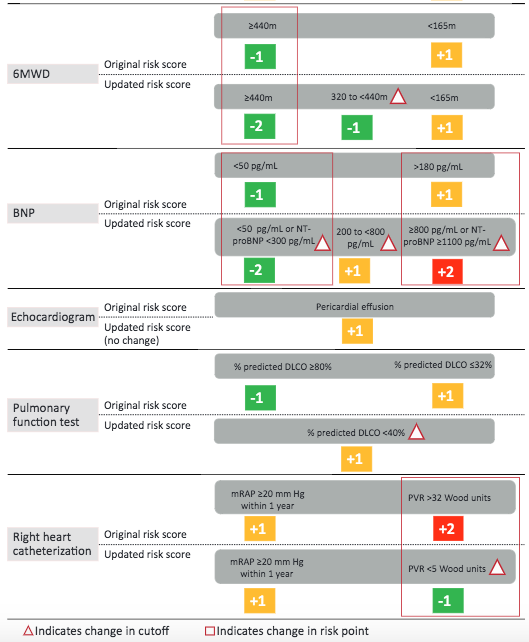 ≥440m <165m
6MWD
Original risk score
-1 +1
Updated risk score
≥440m 320 to <440m <165m
-2 -1 +1
<50 pg/mL >180 pg/mL
Original risk score
-1 +1
BNP
Updated risk score
<50 pg/mL or NT-
proBNP <300 pg/mL
200 to <800
pg/mL
≥800 pg/mL or NT-
proBNP ≥1100 pg/mL
-2 +1 +2
Pericardial effusion
Echocardiogram
Original risk score
Updated risk score
(no change)
+1
% predicted DLCO ≥80% % predicted DLCO ≤32%
-1 +1
Pulmonary
function test
Original risk score
Updated risk score
% predicted DLCO <40%
+1
mRAP ≥20 mm Hg
within 1 year
PVR >32 Wood units
+1 +2
Right heart
catheterization
Original risk score
Updated risk score
mRAP ≥20 mm Hg
within 1 year
PVR <5 Wood units
+1 -1
Indicates change in cutoff Indicates change in risk point